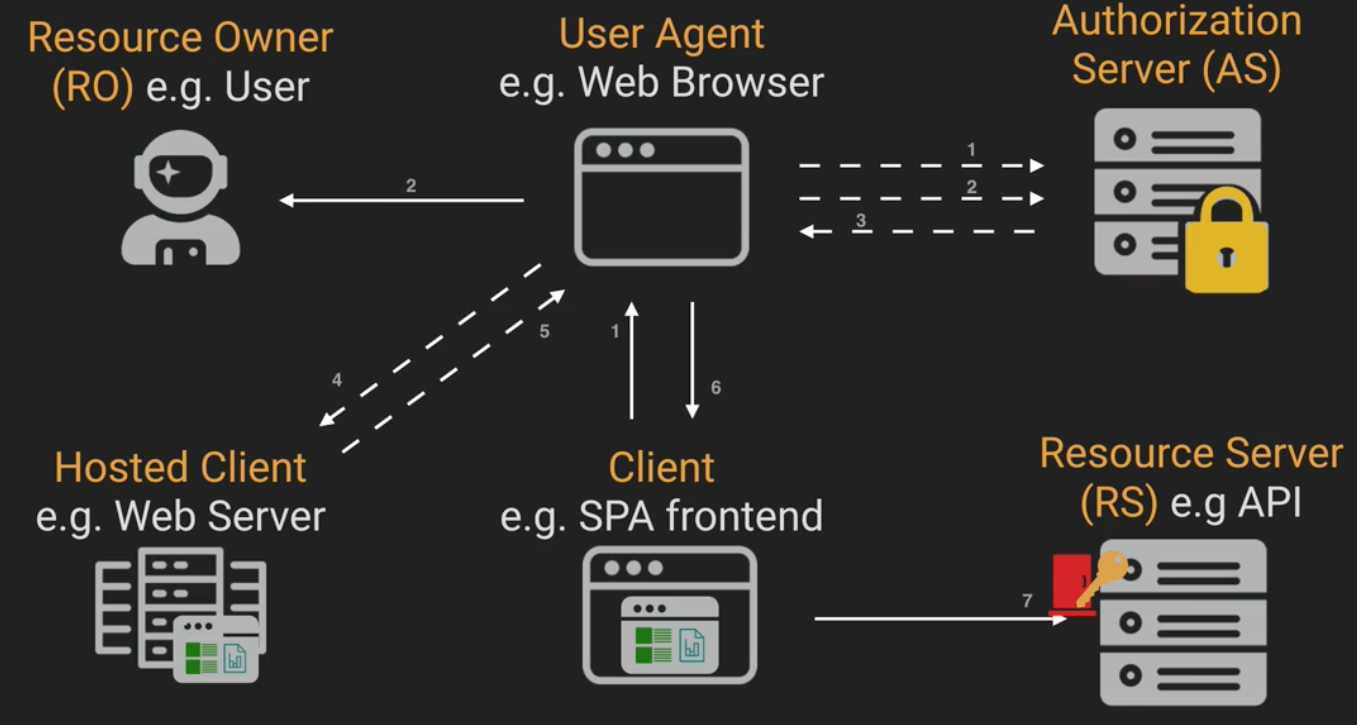 Resource Owner
(RO) e.g. User
User Agent
e.g. Web Browser
Authorization
Server (AS)
1
2
3
2
4
5
1
6
Hosted Client
e.g. Web Server
Client
e.g. SPA frontend
Resource Server
(RS) e.g API
7